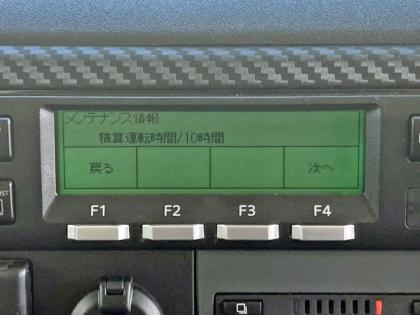 メンテナンス情報
積算運転時間/10時間
戻る 次へ
F1 F2 F3 F4